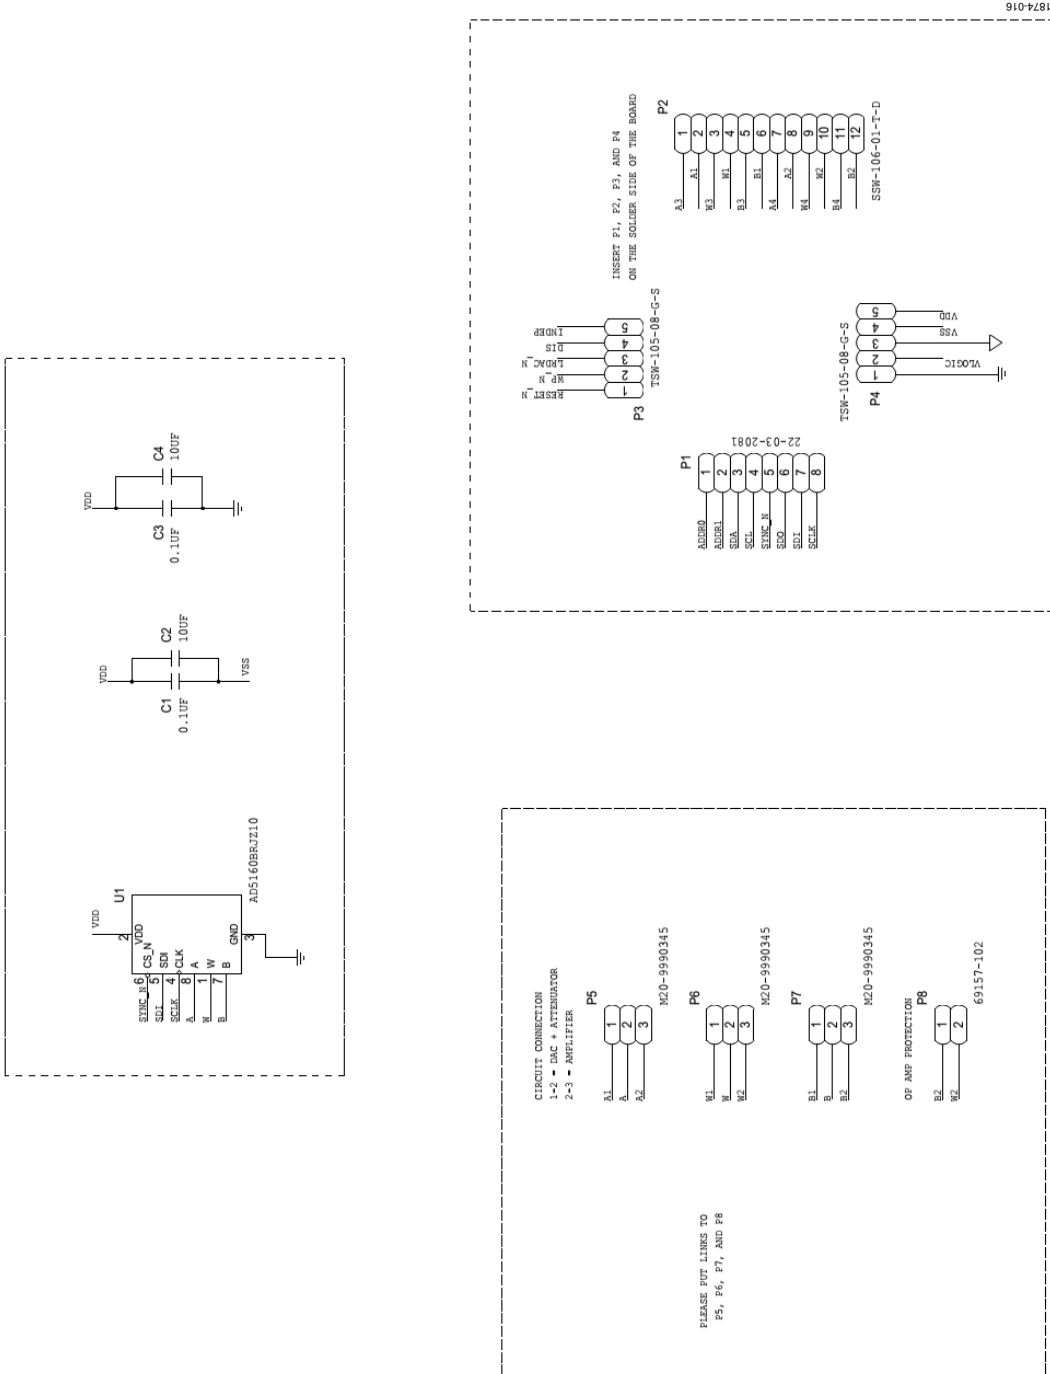 1874-016
P2
1
2
3
4
5
6
7
8
9
10
11
12
A3
A1
W3
W1
B3
B1
A4
A2
W4
W2
B4
B2
SSW-106-01-T-D
INSERT P1, P2, P3, AND P4
ON THE SOLDER SIDE OF THE BOARD
P3
1
2
3
4
5
RESET_N
WP_N
LRDAC_N
DIS
INDEP
TSW-105-08-G-S
TSW-105-08-G-S
P4
1
2
3
4
5
VLOGIC
VSS
VDD
P1
22-03-2081
1
2
3
4
5
6
7
8
ADDR0
ADDR1
SDA
SCL
SYNC_N
SDO
SDI
SCLK
VDD
C4
10UF
C3
0.1UF
VDD
C2
10UF
C1
0.1UF
VSS
U1
AD5160BRJZ10
VDD
2
VDD
CS_N
SDI
CLK
A
W
B
GND
3
6
5
4
8
1
7
SYNC_N
SDI
SCLK
A
W
B
CIRCUIT CONNECTION
1-2 = DAC + ATTENUATOR
2-3 = AMPLIFIER
P5
1
2
3
A1
A
A2
M20-9990345
P6
1
2
3
W1
W
W2
M20-9990345
P7
1
2
3
B1
B
B2
M20-9990345
OP AMP PROTECTION
P8
1
2
B2
W2
69157-102
PLEASE PUT LINKS TO
P5, P6, P7, AND P8